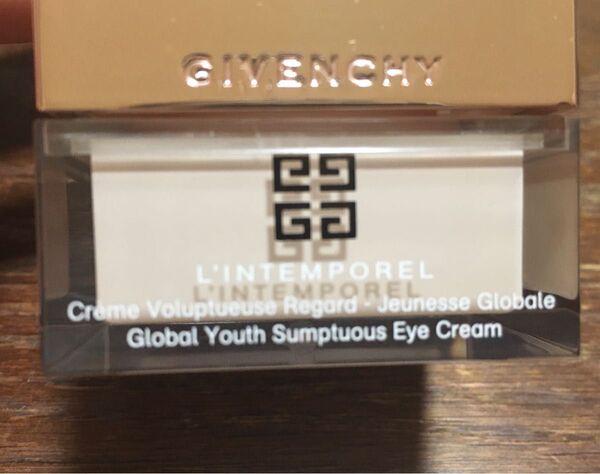 GIVENCHY
L'INTEMPOREL
Crème Voluptueuse Regard - Jeunesse Globale
Global Youth Sumptuous Eye Cream